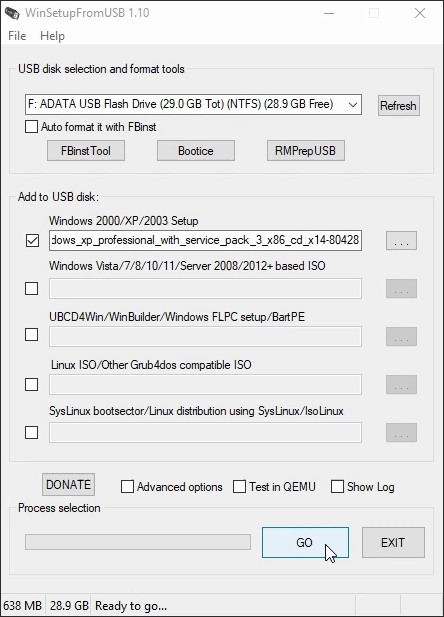 WinSetupFromUSB 1.10
File Help
USB disk selection and format tools
F: ADATA USB Flash Drive (29.0 GB Tot) (NTFS) (28.9 GB Free)
Refresh
Auto format it with FBinst
FBinstTool Bootice RMPrepUSB
Add to USB disk:
Windows 2000/XP/2003 Setup
dows_xp_professional_with_service_pack_3_x86_cd_x14-80428
...
Windows Vista/7/8/10/11/Server 2008/2012+ based ISO
...
UBCD4Win/WinBuilder/Windows FLPC setup/BartPE
...
Linux ISO/Other Grub4dos compatible ISO
...
SysLinux bootsector/Linux distribution using SysLinux/IsoLinux
...
DONATE Advanced options Test in QEMU Show Log
Process selection
GO EXIT
638 MB 28.9 GB Ready to go...